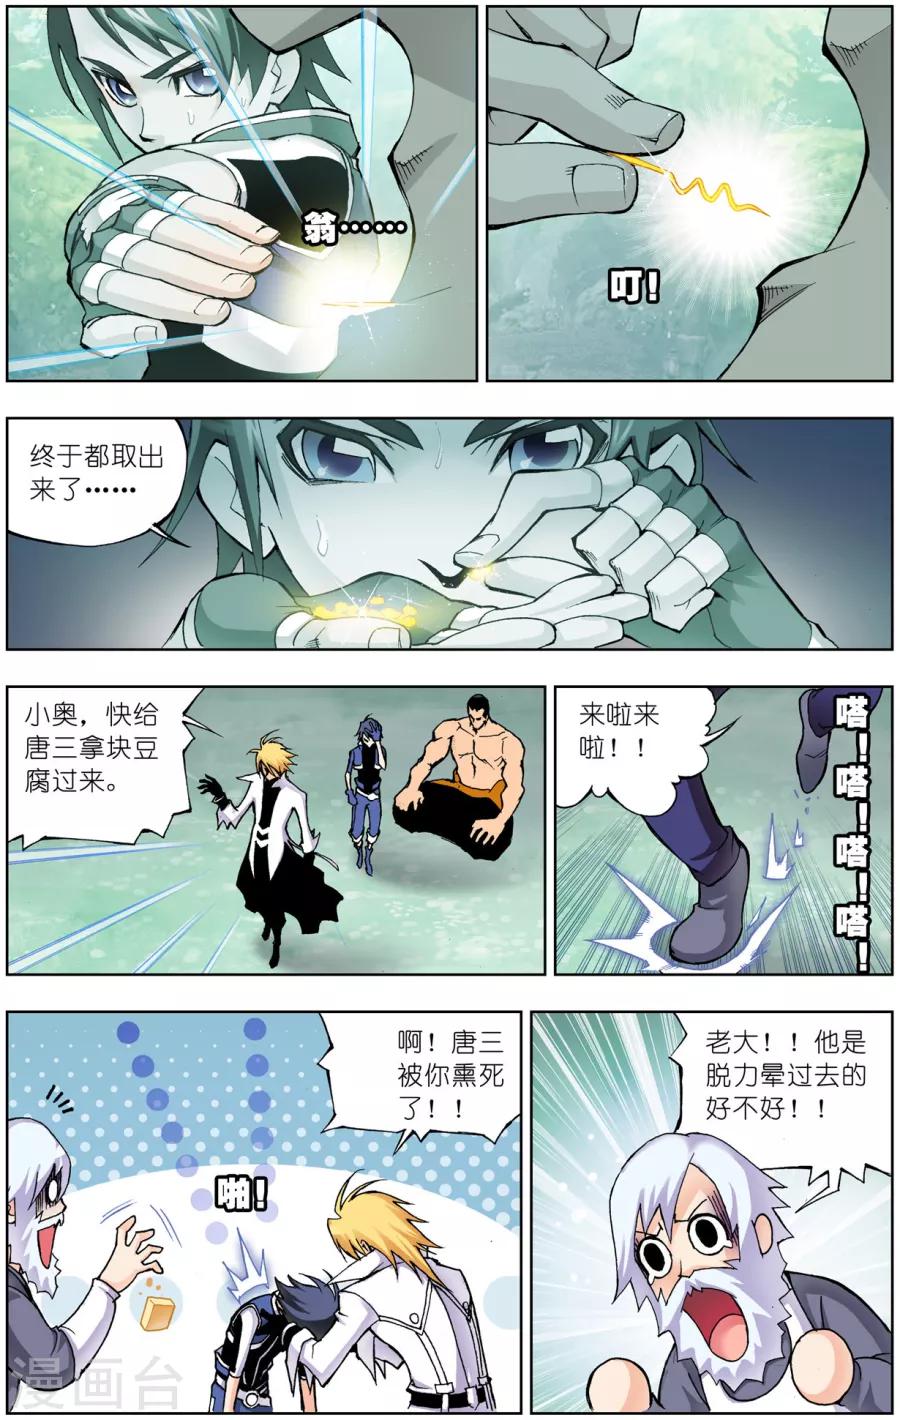 翁……
叮！
终于都取出
来了……
小奥，快给
唐三拿块豆
腐过来。
来啦来
啦！！
嗒！嗒！嗒！嗒！
啊！唐三
被你熏死
了！！
啪！
老大！！他是
脱力晕过去的
好不好！！
漫画台